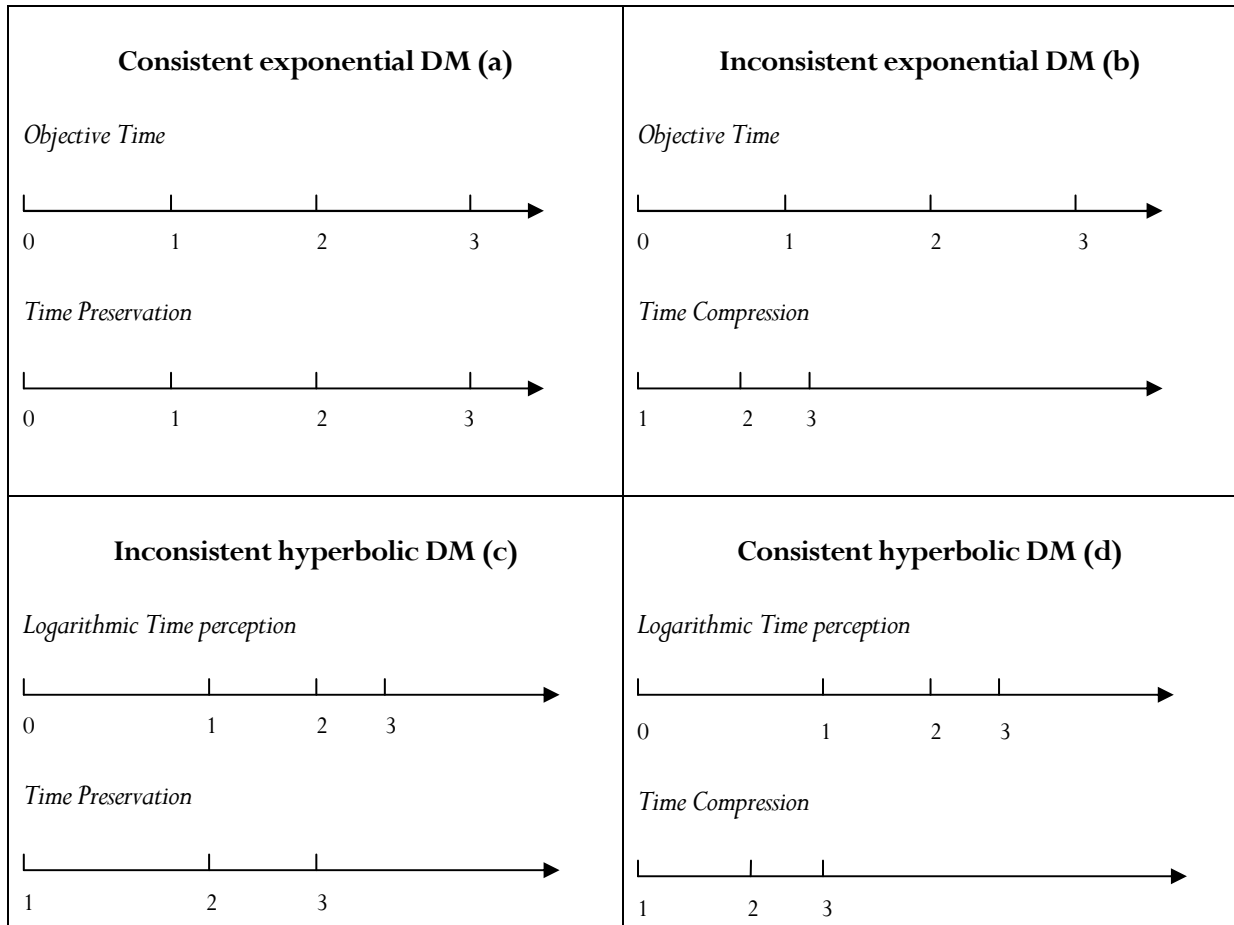 Consistent exponential DM (a)
Objective Time
0 1 2 3
Time Preservation
0 1 2 3
Inconsistent exponential DM (b)
Objective Time
0 1 2 3
Time Compression
1 2 3
Inconsistent hyperbolic DM (c)
Logarithmic Time perception
0 1 2 3
Time Preservation
1 2 3
Consistent hyperbolic DM (d)
Logarithmic Time perception
0 1 2 3
Time Compression
1 2 3